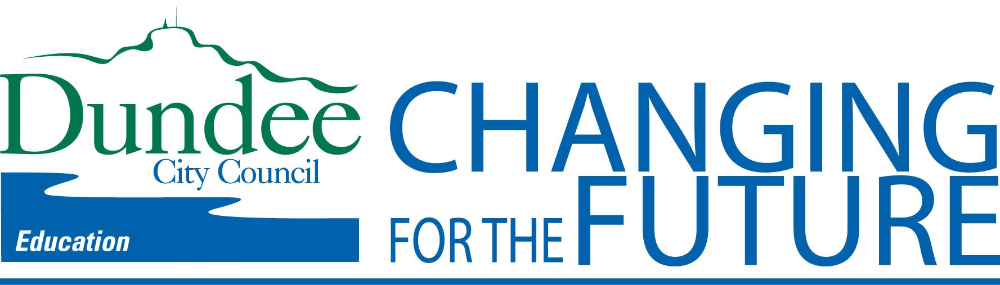 Dundee
City Council
Education
CHANGING
FOR THE FUTURE